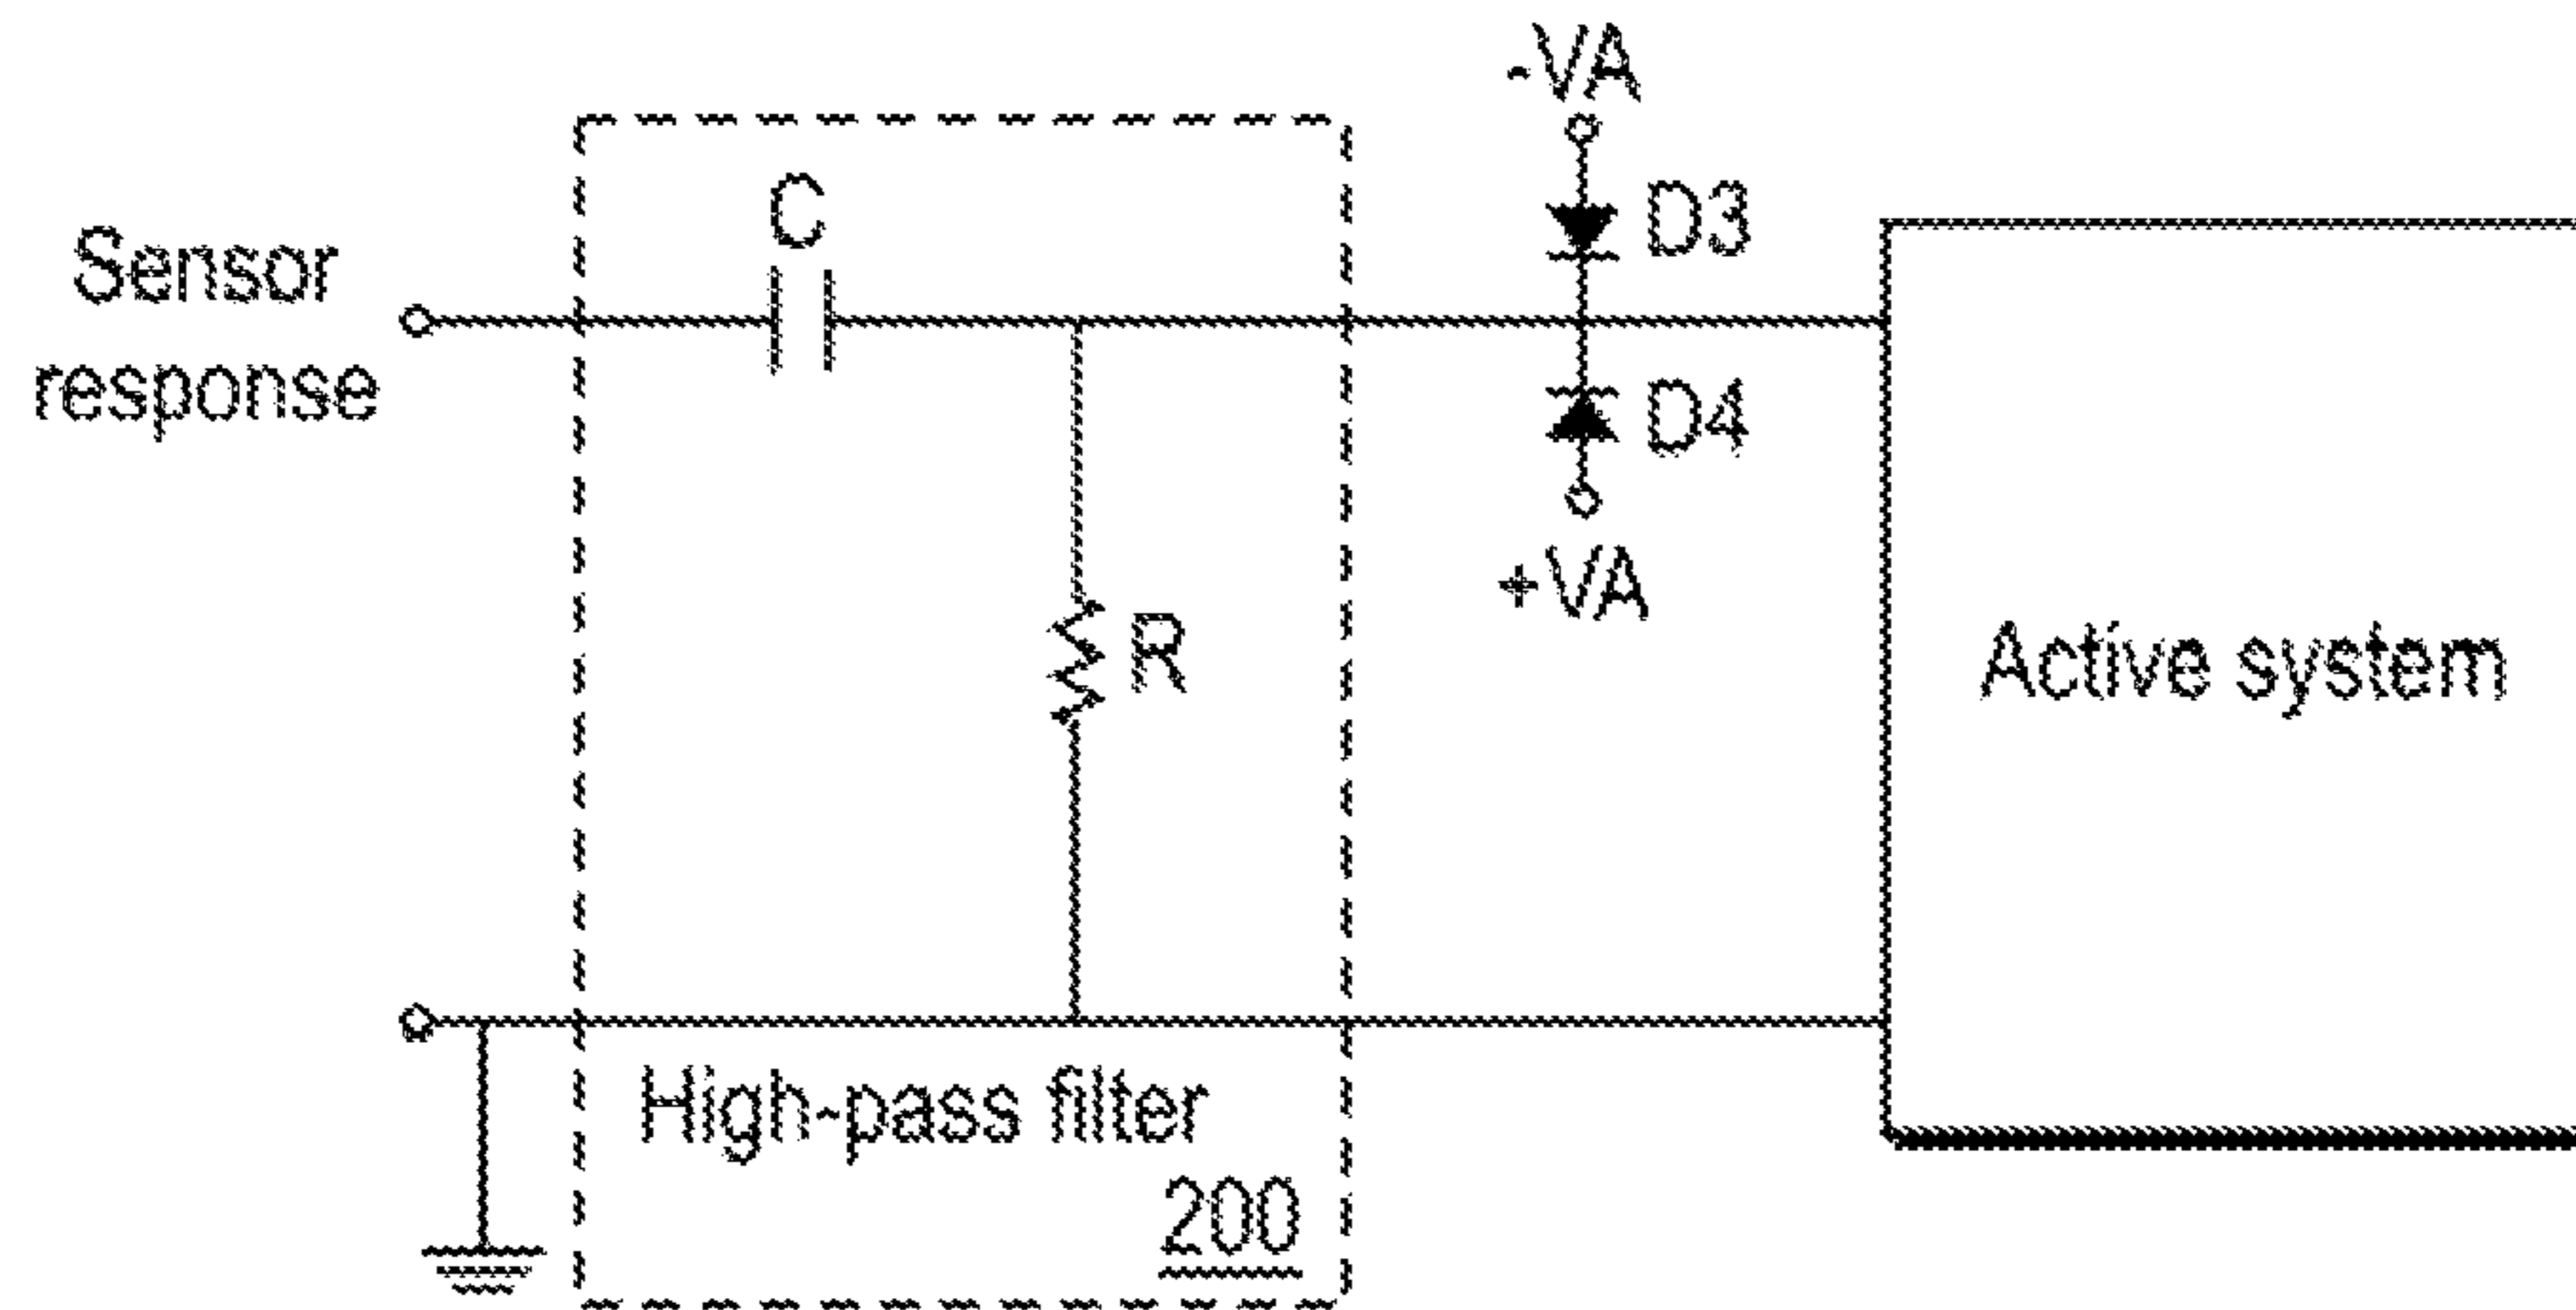 -VA
D3
C
Sensor
response
D4
+VA
R
Active system
High-pass filter
200